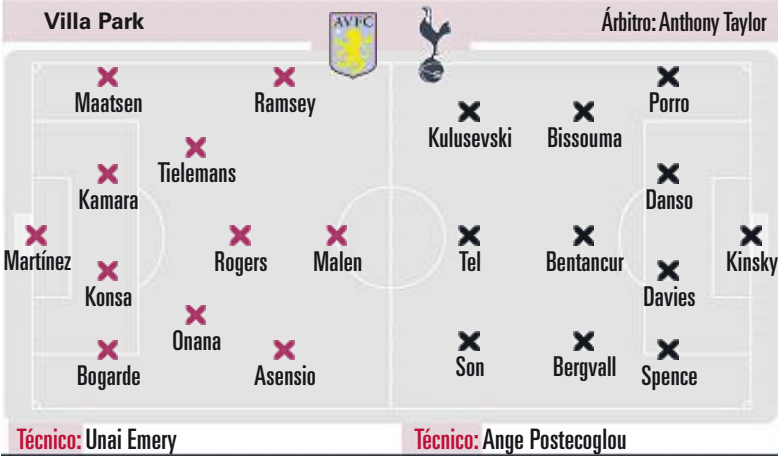 Villa Park
Árbitro: Anthony Taylor
AVFC
Maatsen
Ramsey
Porro
Kulusevski
Bissouma
Tielemans
Kamara
Danso
Martínez
Rogers
Malen
Tel
Bentancur
Kinsky
Konsa
Davies
Onana
Son
Bergvall
Bogarde
Asensio
Spence
Técnico: Unai Emery
Técnico: Ange Postecoglou